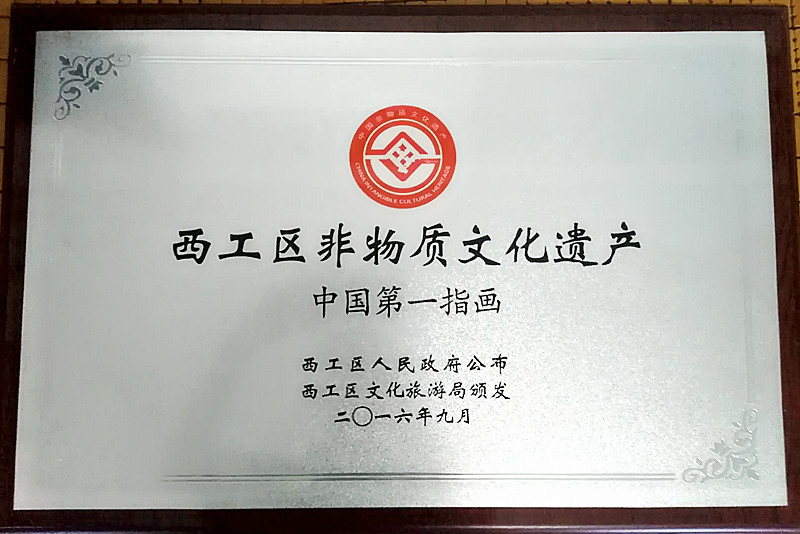 中国非物质文化遗产
CHINA INTANGIBLE CULTURAL HERITAGE
西工区非物质文化遗产
中国第一指画
西工区人民政府公布
西工区文化旅游局颁发
二〇一六年九月